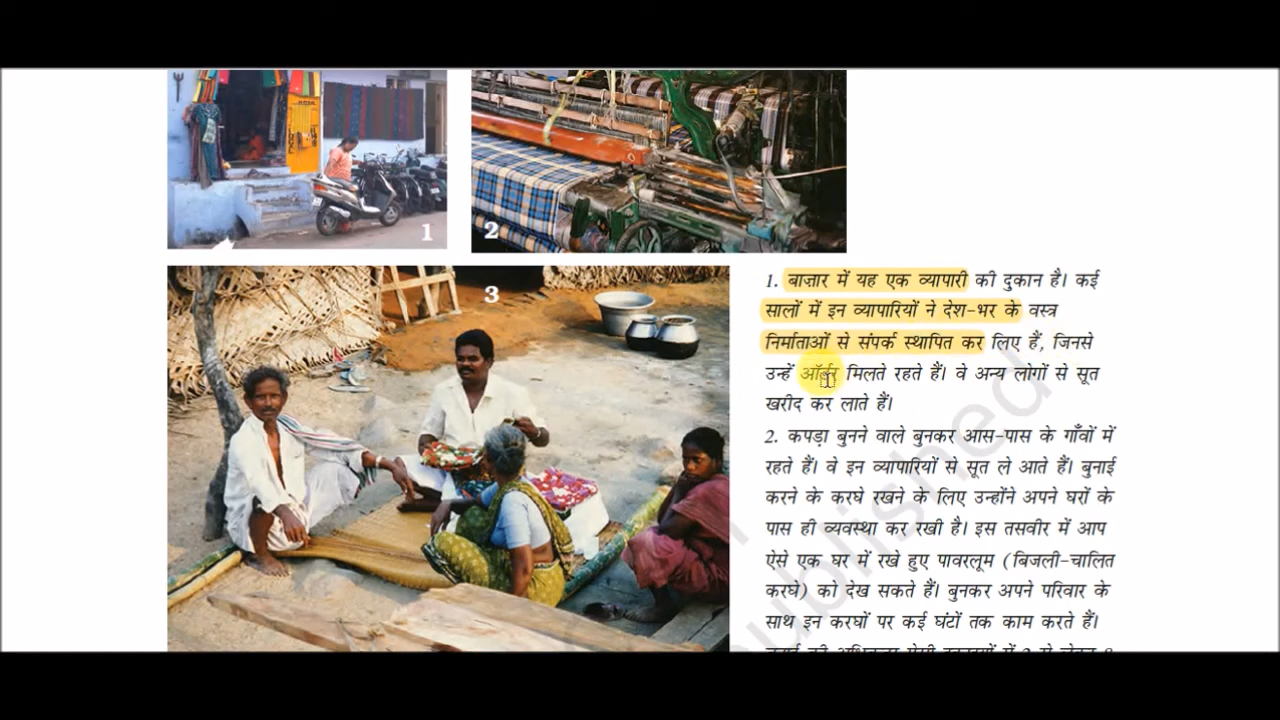 1
2
3
1. बाज़ार में यह एक व्यापारी की दुकान है। कई
सालों में इन व्यापारियों ने देश-भर के वस्त्र
निर्माताओं से संपर्क स्थापित कर लिए हैं, जिनसे
उन्हें ऑर्डर मिलते रहते हैं। वे अन्य लोगों से सूत
खरीद कर लाते हैं।
2. कपड़ा बुनने वाले बुनकर आस-पास के गाँवों में
रहते हैं। वे इन व्यापारियों से सूत ले आते हैं। बुनाई
करने के करघे रखने के लिए उन्होंने अपने घरों के
पास ही व्यवस्था कर रखी है। इस तसवीर में आप
ऐसे एक घर में रखे हुए पावरलूम (बिजली-चालित
करघे) को देख सकते हैं। बुनकर अपने परिवार के
साथ इन करघों पर कई घंटों तक काम करते हैं।